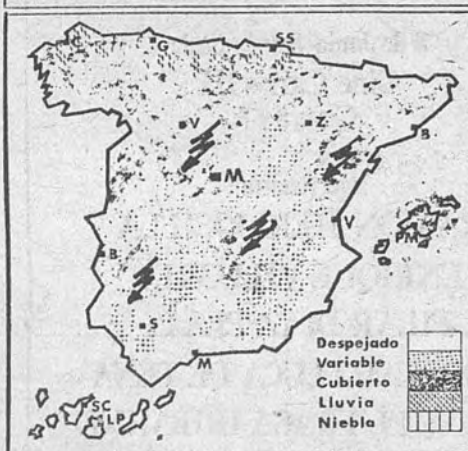 C
G
SS
V
Z
B
M
V
PM
B
S
M
SC
LP
Despejado
Variable
Cubierto
Lluvia
Niebla